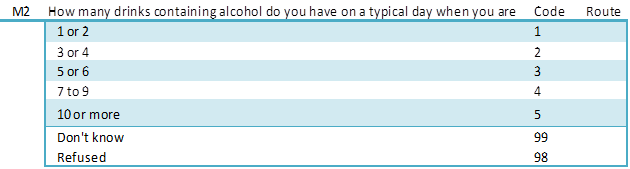 M2 How many drinks containing alcohol do you have on a typical day when you are Code Route
1 or 2 1
3 or 4 2
5 or 6 3
7 to 9 4
10 or more 5
Don't know 99
Refused 98